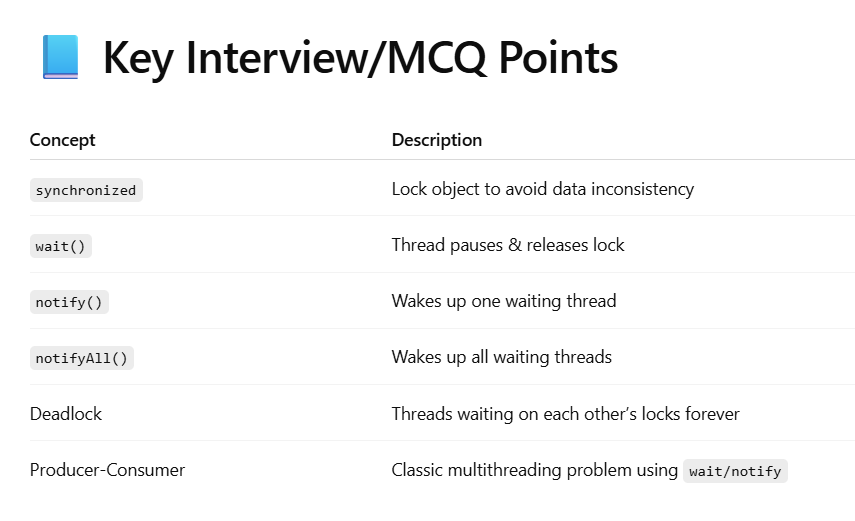 Key Interview/MCQ Points
Concept Description
synchronized Lock object to avoid data inconsistency
wait() Thread pauses & releases lock
notify() Wakes up one waiting thread
notifyAll() Wakes up all waiting threads
Deadlock Threads waiting on each other’s locks forever
Producer-Consumer Classic multithreading problem using wait/notify